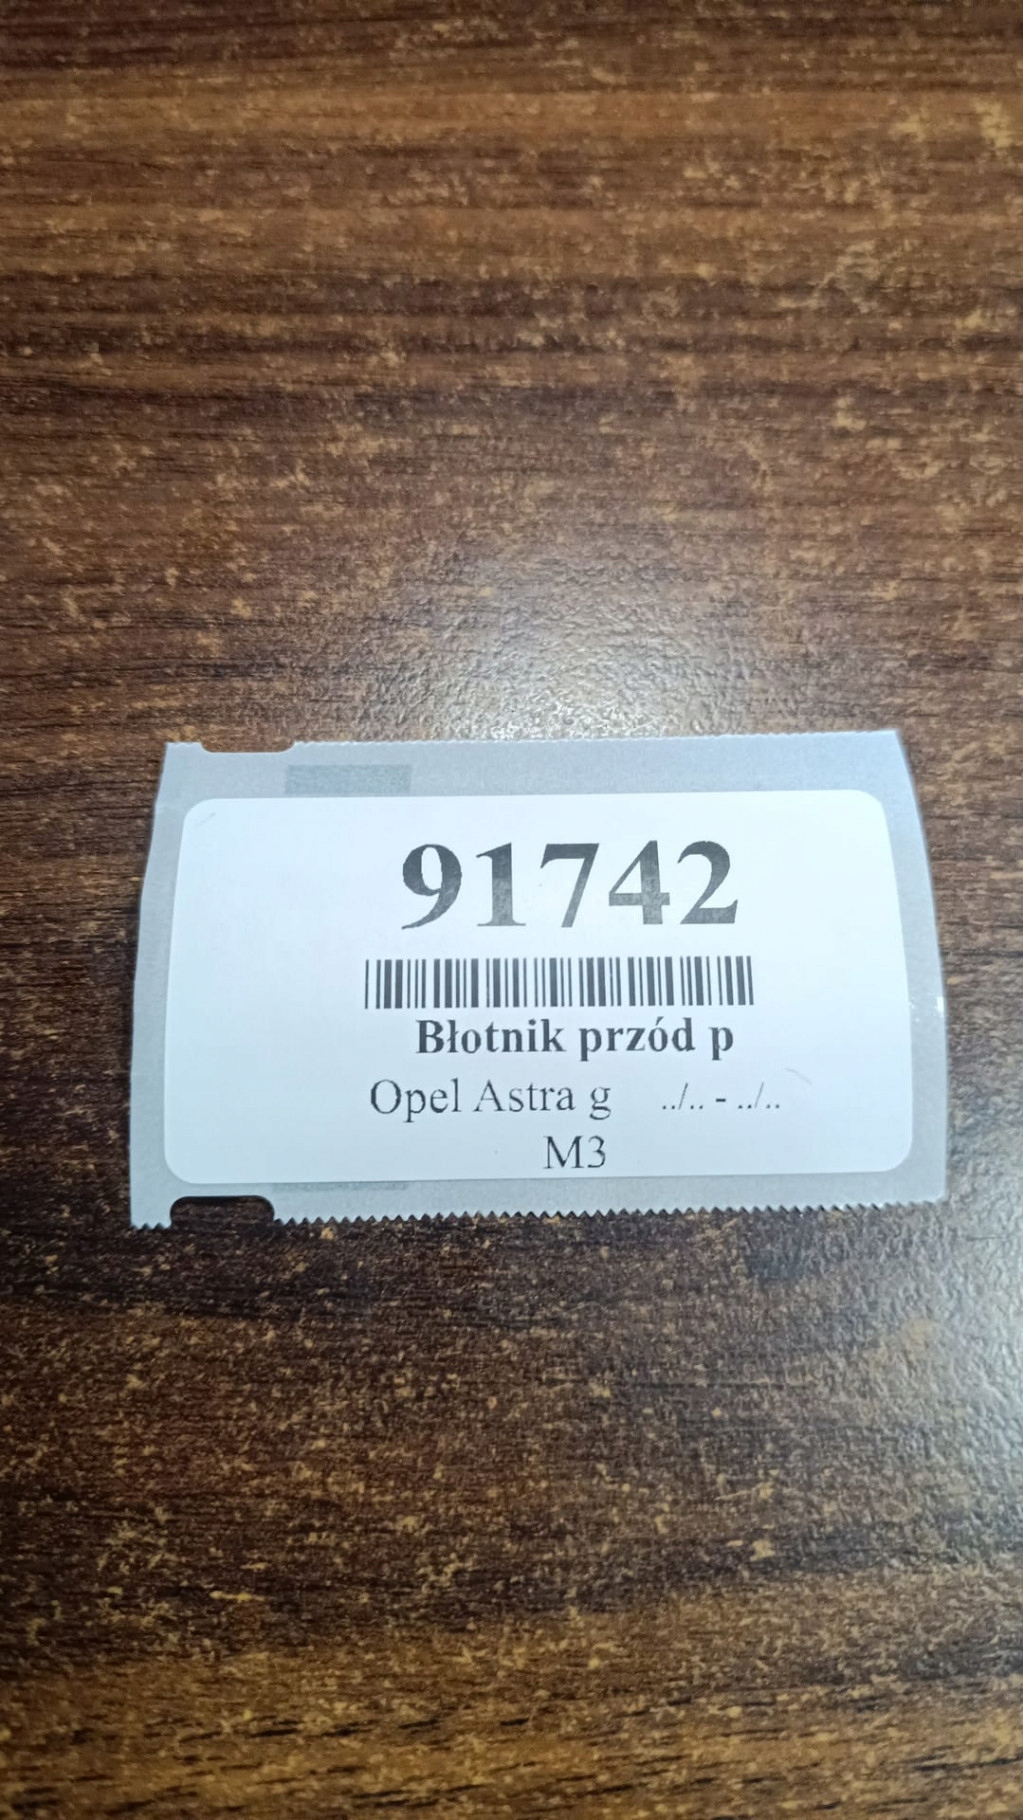 91742
Błotnik przód p
Opel Astra g ../.. - ../..
M3